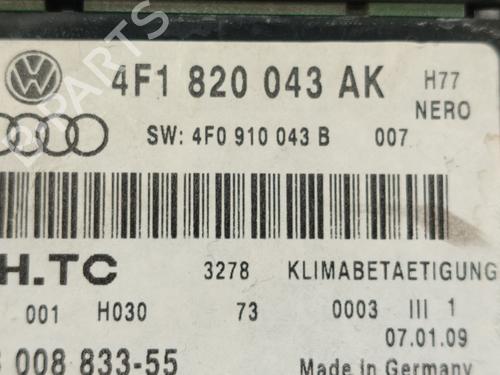 4F1 820 043 AK H77
NERO
SW: 4F0 910 043 B 007
H.TC 3278 KLIMABETAETIGUNG
001 H030 73 0003 III 1
07.01.09
008 833-55 Made in Germany
B-PARTS